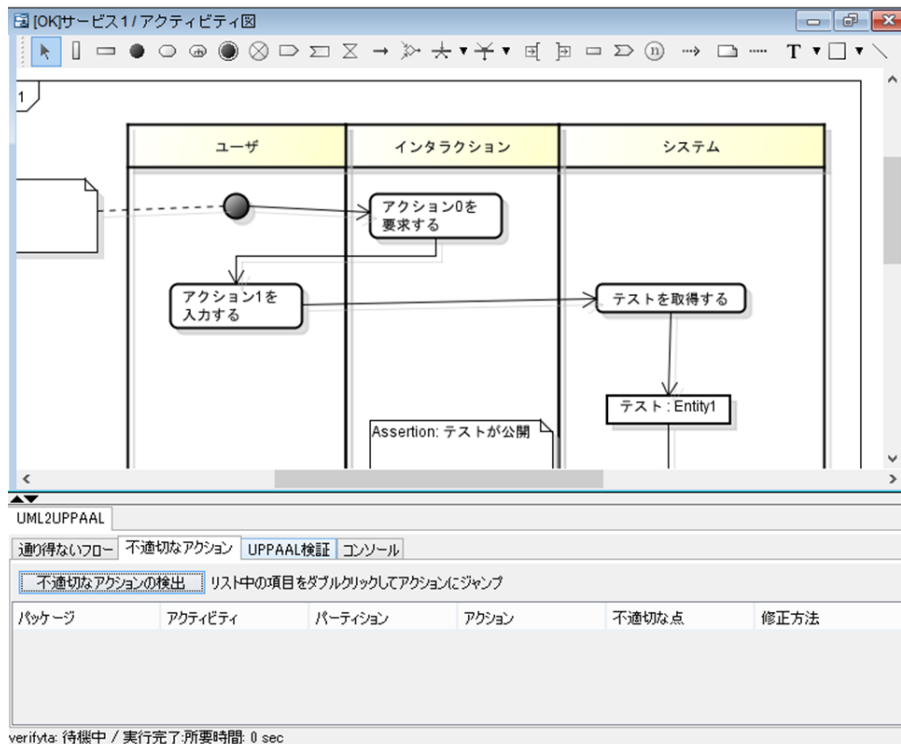 [OK]サービス1 / アクティビティ図
n
T
1
ユーザ
インタラクション
システム
アクション0を
要求する
アクション1を
入力する
テストを取得する
テスト : Entity1
Assertion: テストが公開
UML2UPPAAL
通り得ないフロー 不適切なアクション UPPAAL検証 コンソール
不適切なアクションの検出 リスト中の項目をダブルクリックしてアクションにジャンプ
パッケージ アクティビティ パーティション アクション 不適切な点 修正方法
verifyta: 待機中 / 実行完了:所要時間: 0 sec